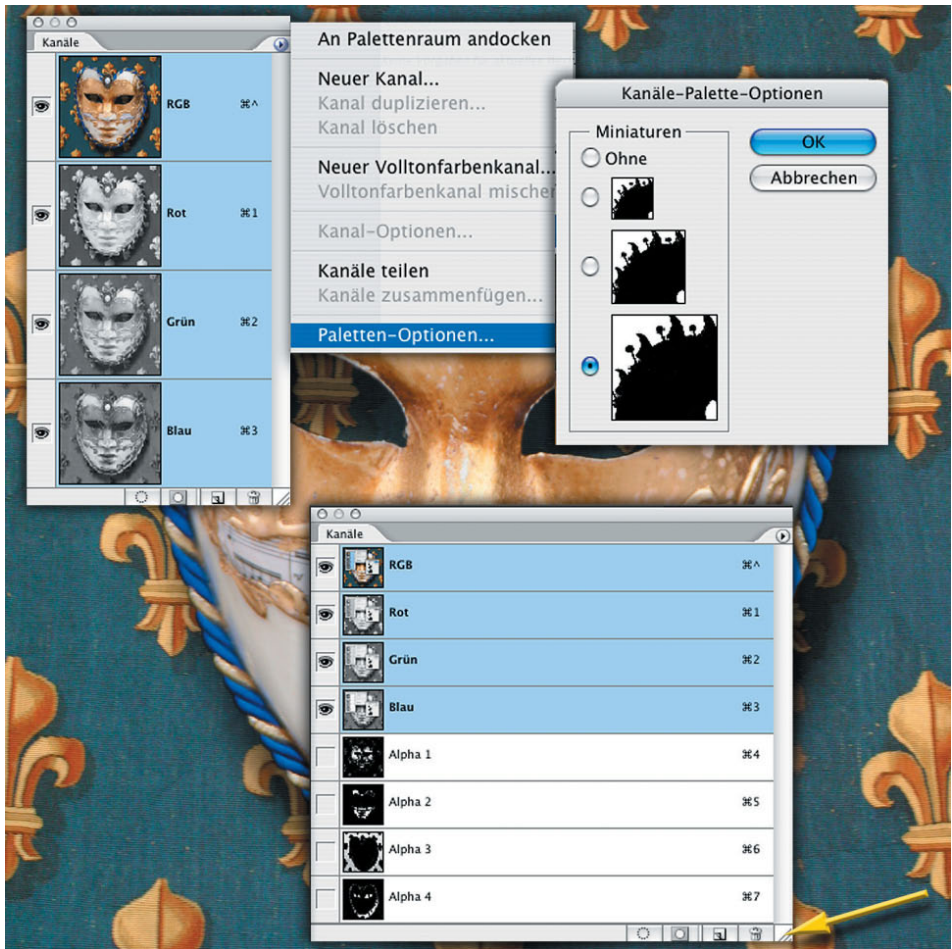 Kanäle
RGB ⌘^
Rot ⌘1
Grün ⌘2
Blau ⌘3
An Palettenraum andocken
Neuer Kanal...
Kanal duplizieren...
Kanal löschen
Neuer Volltonfarbenkanal...
Volltonfarbenkanal mischen
Kanal-Optionen...
Kanäle teilen
Kanäle zusammenfügen...
Paletten-Optionen...
Kanäle-Palette-Optionen
Miniaturen
Ohne
OK
Abbrechen
Kanäle
RGB ⌘^
Rot ⌘1
Grün ⌘2
Blau ⌘3
Alpha 1 ⌘4
Alpha 2 ⌘5
Alpha 3 ⌘6
Alpha 4 ⌘7